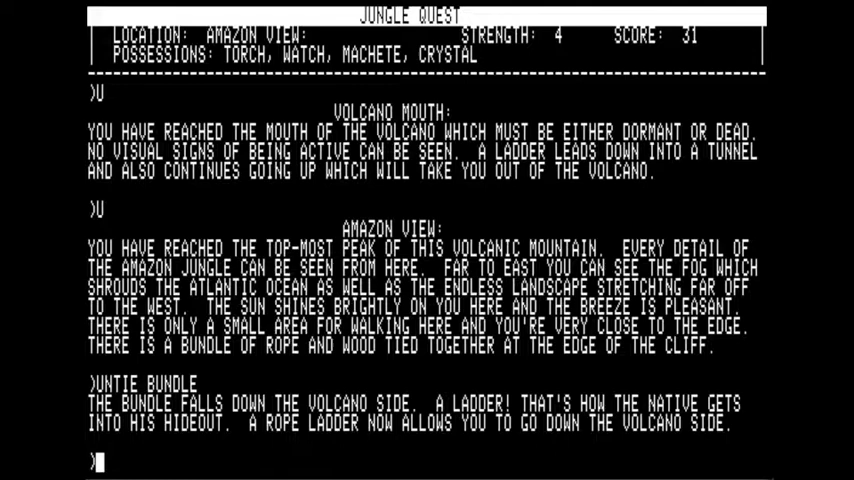 JUNGLE QUEST
LOCATION: AMAZON VIEW: STRENGTH: 4 SCORE: 31
POSSESSIONS: TORCH, WATCH, MACHETE, CRYSTAL
>U
VOLCANO MOUTH:
YOU HAVE REACHED THE MOUTH OF THE VOLCANO WHICH MUST BE EITHER DORMANT OR DEAD.
NO VISUAL SIGNS OF BEING ACTIVE CAN BE SEEN. A LADDER LEADS DOWN INTO A TUNNEL
AND ALSO CONTINUES GOING UP WHICH WILL TAKE YOU OUT OF THE VOLCANO.
>U
AMAZON VIEW:
YOU HAVE REACHED THE TOP-MOST PEAK OF THIS VOLCANIC MOUNTAIN. EVERY DETAIL OF
THE AMAZON JUNGLE CAN BE SEEN FROM HERE. FAR TO EAST YOU CAN SEE THE FOG WHICH
SHROUDS THE ATLANTIC OCEAN AS WELL AS THE ENDLESS LANDSCAPE STRETCHING FAR OFF
TO THE WEST. THE SUN SHINES BRIGHTLY ON YOU HERE AND THE BREEZE IS PLEASANT.
THERE IS ONLY A SMALL AREA FOR WALKING HERE AND YOU'RE VERY CLOSE TO THE EDGE.
THERE IS A BUNDLE OF ROPE AND WOOD TIED TOGETHER AT THE EDGE OF THE CLIFF.
>UNTIE BUNDLE
THE BUNDLE FALLS DOWN THE VOLCANO SIDE. A LADDER! THAT'S HOW THE NATIVE GETS
INTO HIS HIDEOUT. A ROPE LADDER NOW ALLOWS YOU TO GO DOWN THE VOLCANO SIDE.
>